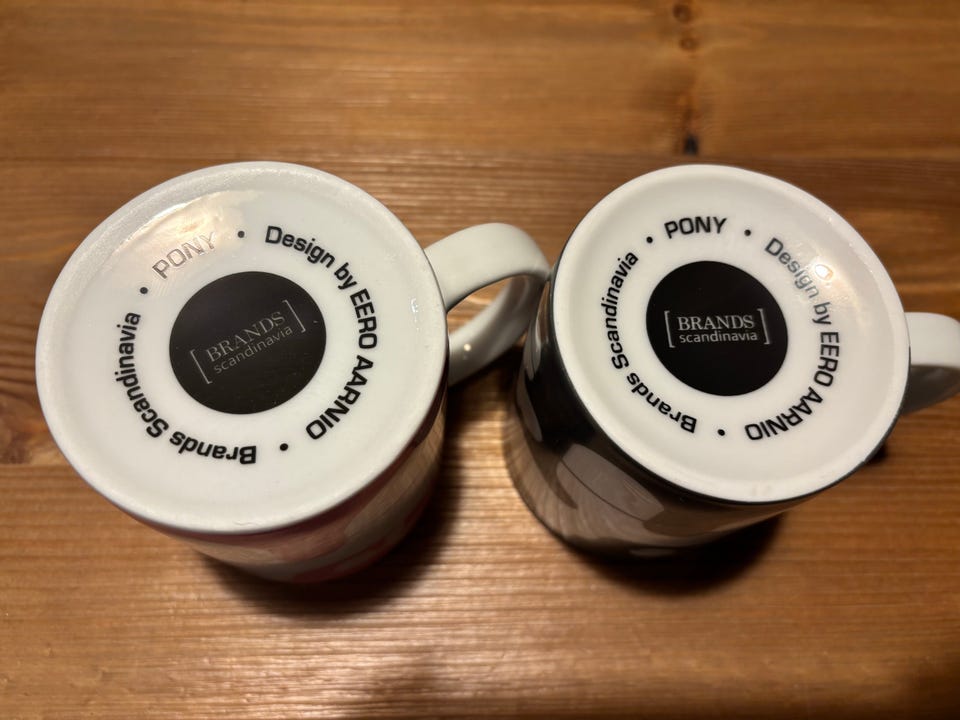 PONY • Design by EERO AARNIO • Brands Scandinavia •
[BRANDS
scandinavia]
PONY • Design by EERO AARNIO • Brands Scandinavia •
[BRANDS
scandinavia]